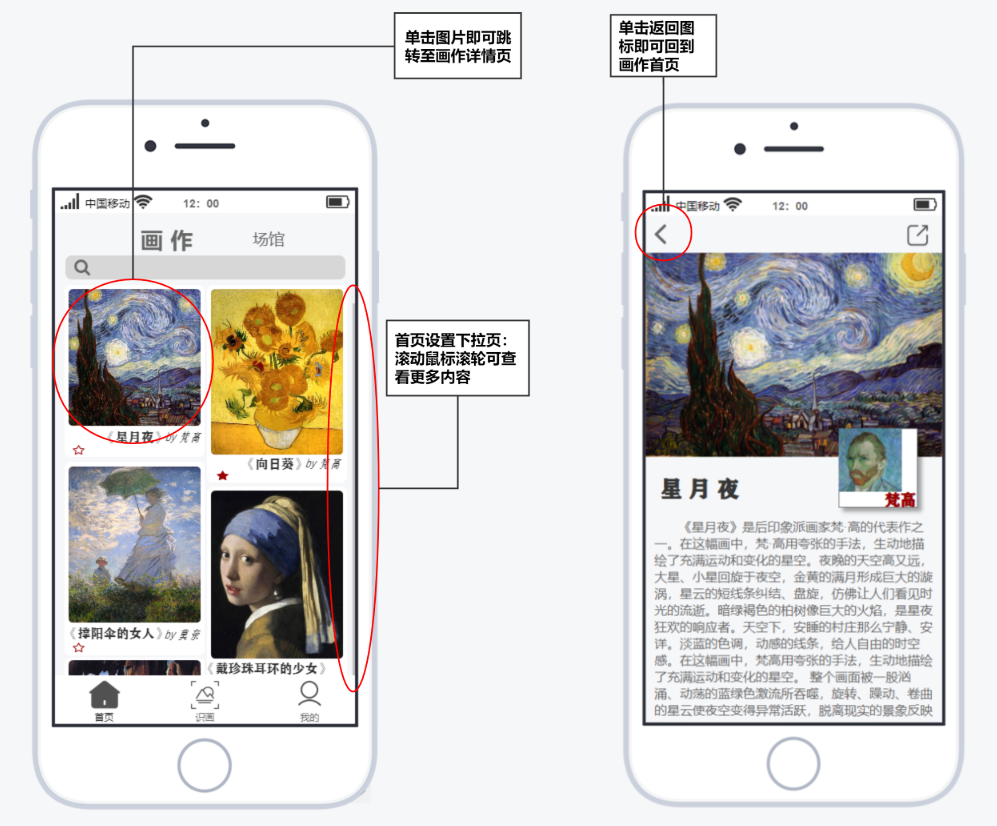 单击图片即可跳
转至画作详情页
单击返回图
标即可回到
画作首页
中国移动
12：00
画 作
场馆
《星月夜》by 梵高
《向日葵》by 梵高
《撑阳伞的女人》by 莫奈
《戴珍珠耳环的少女》
首页
识画
我的
首页设置下拉页：
滚动鼠标滚轮可查
看更多内容
中国移动
12：00
梵高
星 月 夜
《星月夜》是后印象派画家梵·高的代表作之
一。在这幅画中，梵·高用夸张的手法，生动地描
绘了充满运动和变化的星空。夜晚的天空高又远，
大星、小星回旋于夜空，金黄的满月形成巨大的漩
涡，星云的短线条纠结、盘旋，仿佛让人们看见时
光的流逝。暗绿褐色的柏树像巨大的火焰，是星夜
狂欢的响应者。天空下，安睡的村庄那么宁静、安
详。淡蓝的色调，动感的线条，给人自由的时空
感。在这幅画中，梵高用夸张的手法，生动地描绘
了充满运动和变化的星空。 整个画面被一股汹
涌、动荡的蓝绿色激流所吞噬，旋转、躁动、卷曲
的星云使夜空变得异常活跃，脱离现实的景象反映